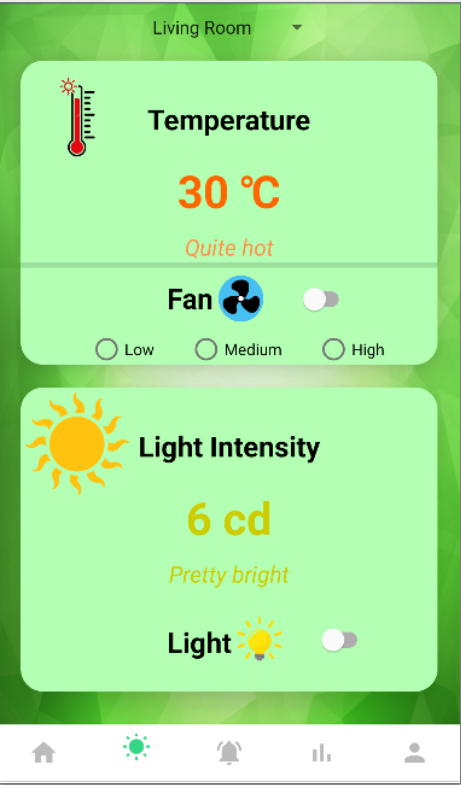 Living Room
Temperature
30 °C
Quite hot
Fan
Low Medium High
Light Intensity
6 cd
Pretty bright
Light